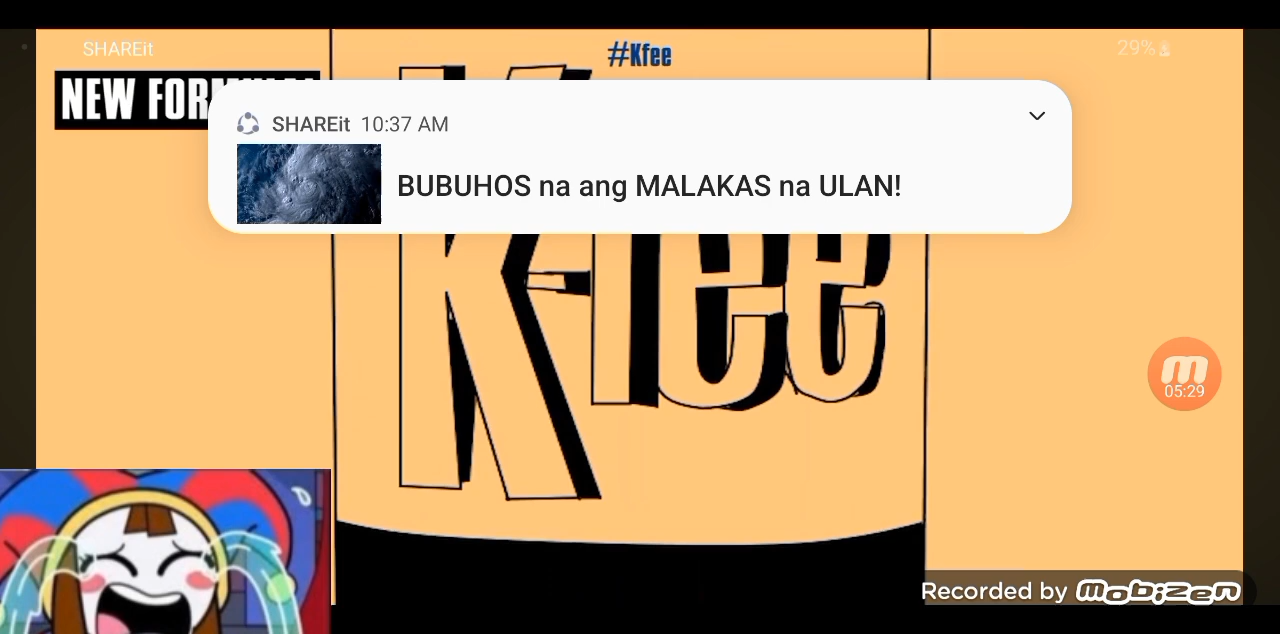 SHAREit
#Kfee
29%
NEW FORMULA
SHAREit 10:37 AM
BUBUHOS na ang MALAKAS na ULAN!
K-fee
05:29
Recorded by mobizen